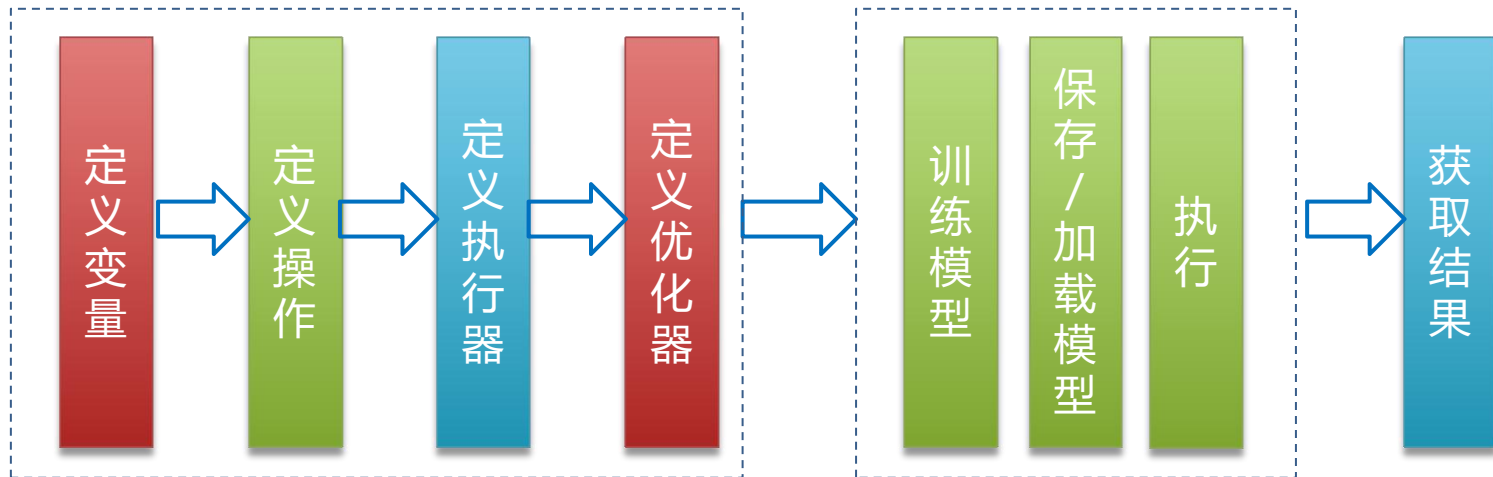 定义变量
定义操作
定义执行器
定义优化器
训练模型
保存/加载模型
执行
获取结果